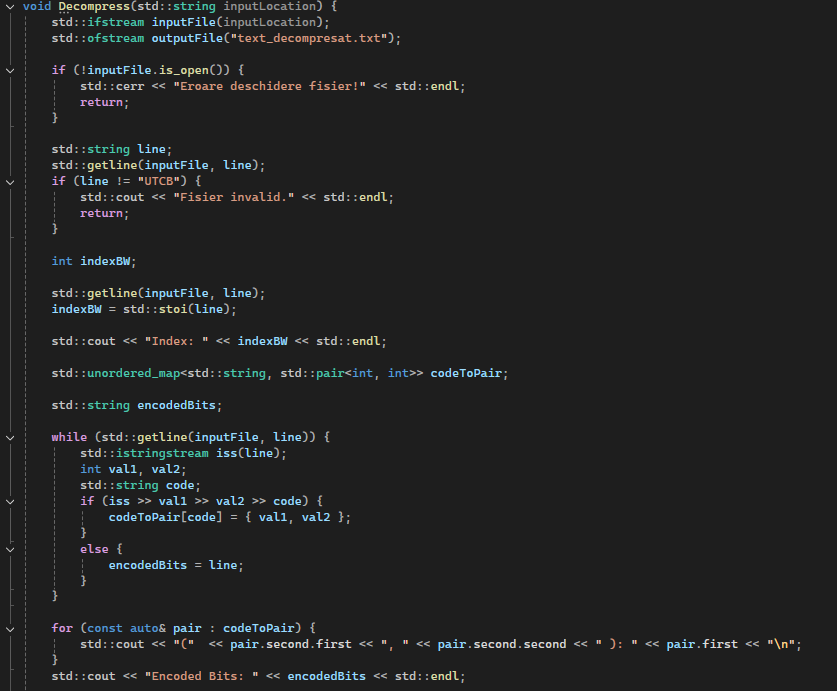 void Decompress(std::string inputLocation) {
    std::ifstream inputFile(inputLocation);
    std::ofstream outputFile("text_decompresat.txt");

    if (!inputFile.is_open()) {
        std::cerr << "Eroare deschidere fisier!" << std::endl;
        return;
    }

    std::string line;
    std::getline(inputFile, line);
    if (line != "UTCB") {
        std::cout << "Fisier invalid." << std::endl;
        return;
    }

    int indexBW;

    std::getline(inputFile, line);
    indexBW = std::stoi(line);

    std::cout << "Index: " << indexBW << std::endl;

    std::unordered_map<std::string, std::pair<int, int>> codeToPair;

    std::string encodedBits;

    while (std::getline(inputFile, line)) {
        std::istringstream iss(line);
        int val1, val2;
        std::string code;
        if (iss >> val1 >> val2 >> code) {
            codeToPair[code] = { val1, val2 };
        }
        else {
            encodedBits = line;
        }
    }

    for (const auto& pair : codeToPair) {
        std::cout << "("  << pair.second.first << ", " << pair.second.second << " ): " << pair.first << "\n";
    }
    std::cout << "Encoded Bits: " << encodedBits << std::endl;